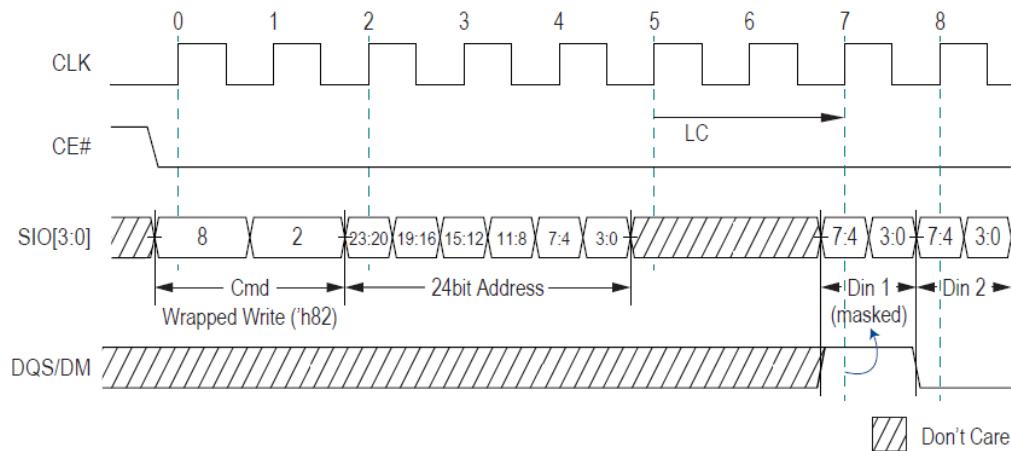 0 1 2 3 4 5 6 7 8
CLK
LC
CE#
SIO[3:0] 8 2 23:20 19:16 15:12 11:8 7:4 3:0 7:4 3:0 7:4 3:0
Cmd 24bit Address Din 1 Din 2
Wrapped Write ('h82) (masked)
DQS/DM
Don't Care